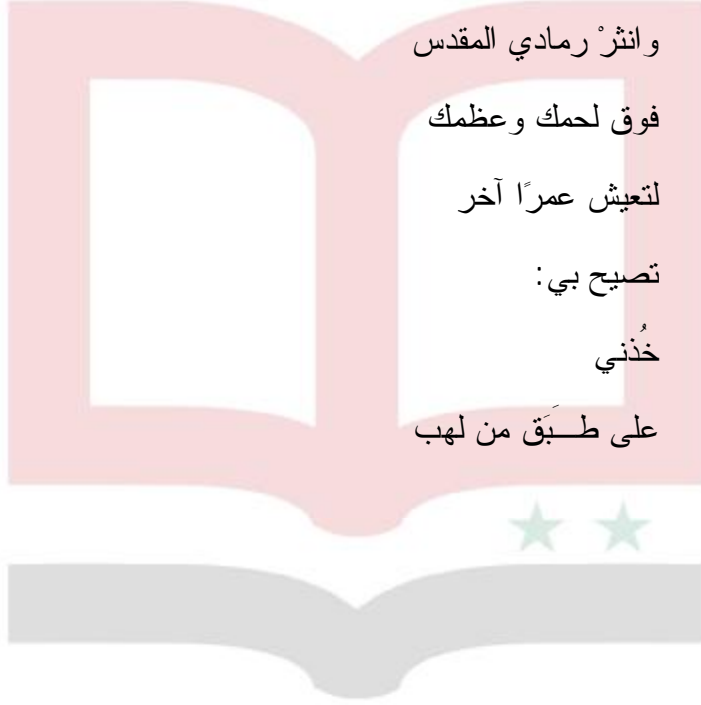 وانثرْ رمادي المقدس
فوق لحمك وعظمك
لتعيش عمرًا آخر
تصيح بي:
خُذني
على طـــبَق من لهب